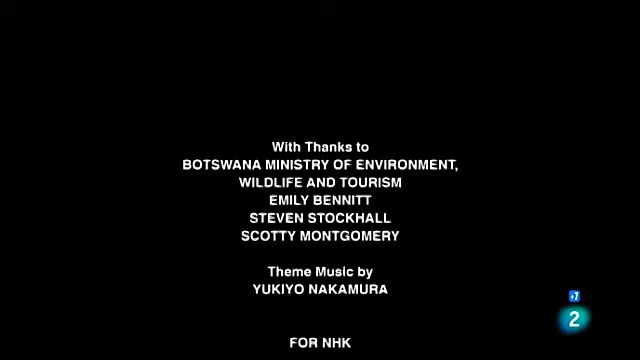 With Thanks to
BOTSWANA MINISTRY OF ENVIRONMENT,
WILDLIFE AND TOURISM
EMILY BENNITT
STEVEN STOCKHALL
SCOTTY MONTGOMERY
Theme Music by
YUKIYO NAKAMURA
+7
2
FOR NHK